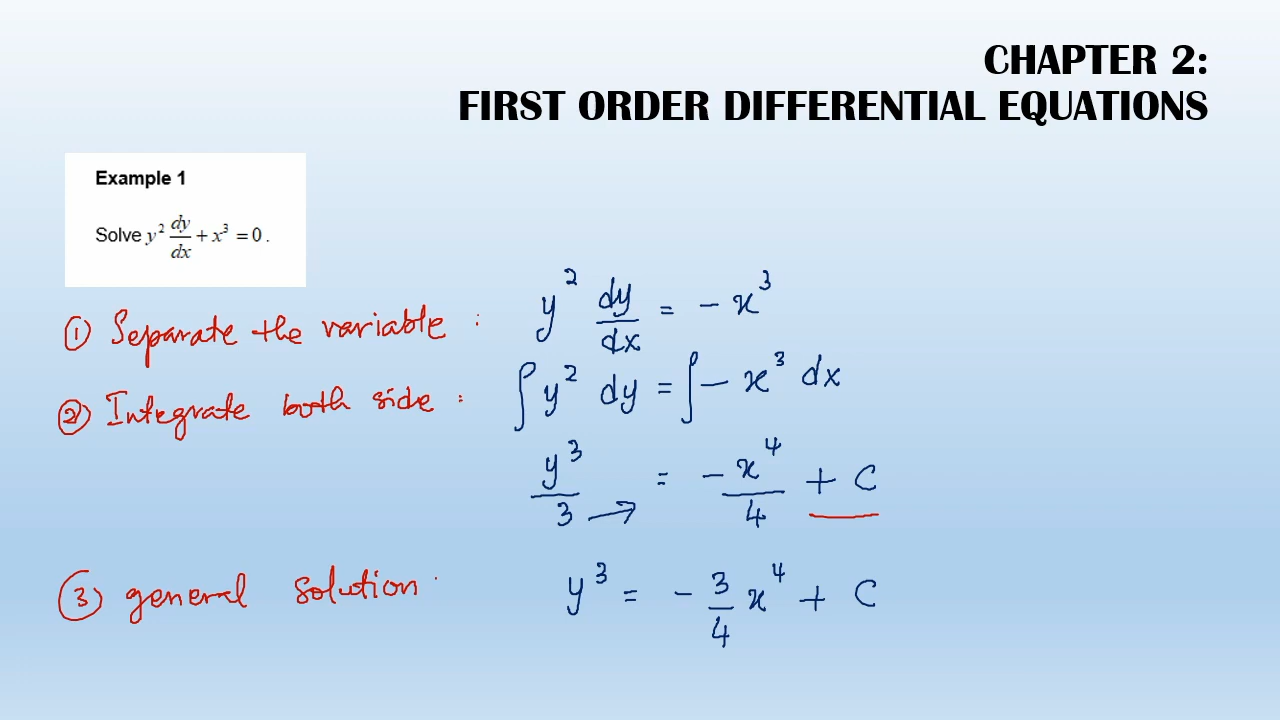 CHAPTER 2:
FIRST ORDER DIFFERENTIAL EQUATIONS
Example 1
Solve y² dy/dx + x³ = 0.
① Separate the variable : y² dy/dx = - x³
② Integrate both side : ∫ y² dy = ∫ - x³ dx
y³/3 → = - x⁴/4 + C
③ general solution : y³ = - 3/4 x⁴ + C